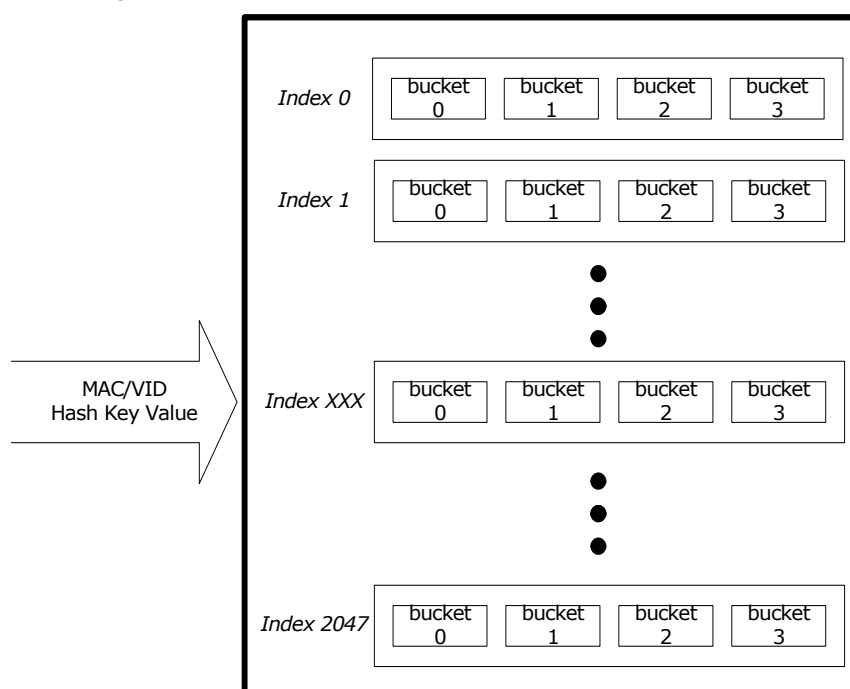 Index 0
bucket 0
bucket 1
bucket 2
bucket 3
Index 1
bucket 0
bucket 1
bucket 2
bucket 3
MAC/VID
Hash Key Value
Index XXX
bucket 0
bucket 1
bucket 2
bucket 3
Index 2047
bucket 0
bucket 1
bucket 2
bucket 3